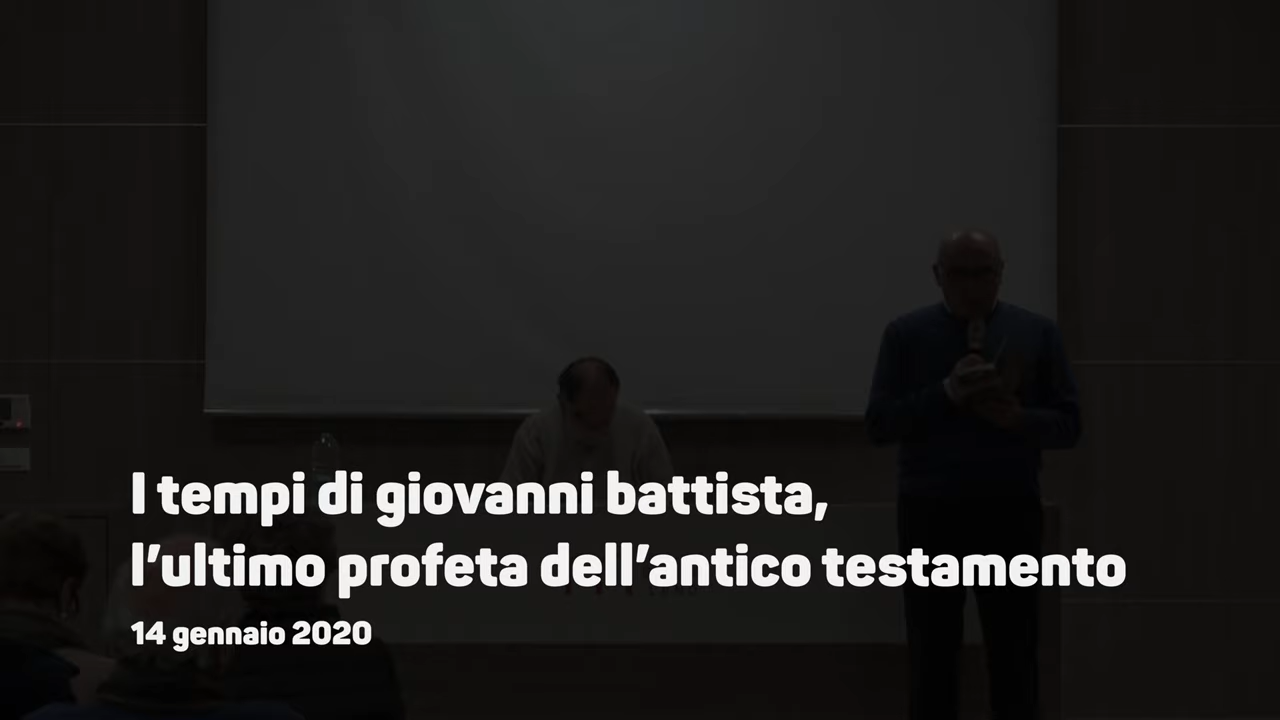 I tempi di giovanni battista,
l’ultimo profeta dell’antico testamento
14 gennaio 2020